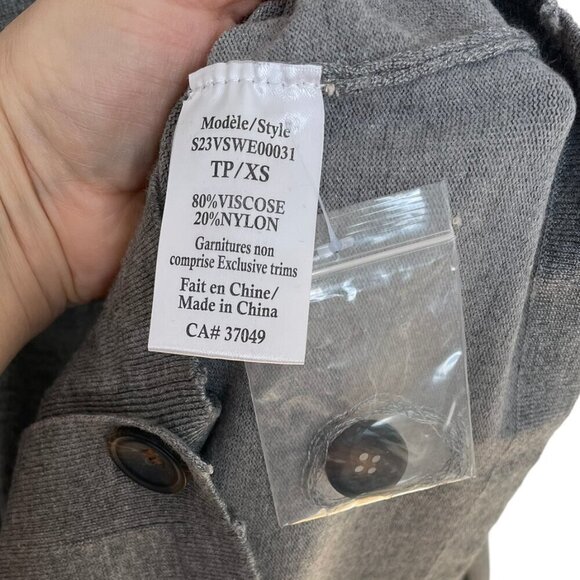 Modèle/Style
S23VSWE00031
TP/XS
80%VISCOSE
20%NYLON
Garnitures non
comprise Exclusive trims
Fait en Chine/
Made in China
CA# 37049